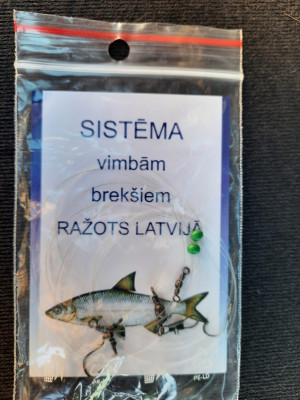 SISTĒMA
vimbām
brekšiem
RAŽOTS LATVIJĀ